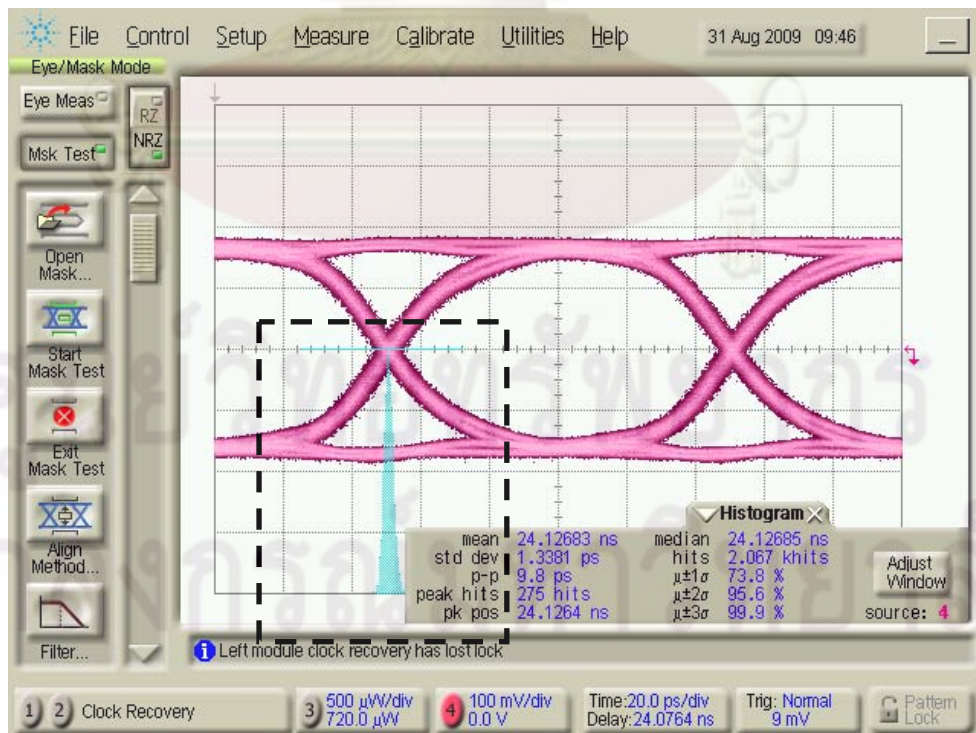 File Control Setup Measure Calibrate Utilities Help 31 Aug 2009 09:46
Eye/Mask Mode
Eye Meas
RZ
NRZ
Msk Test
Open
Mask...
Start
Mask Test
Exit
Mask Test
Align
Method...
Filter...
Histogram
mean 24.12683 ns median 24.12685 ns
std dev 1.3381 ps hits 2.067 khits
p-p 9.8 ps μ±1σ 73.8 %
peak hits 275 hits μ±2σ 95.6 %
pk pos 24.1264 ns μ±3σ 99.9 %
Adjust
Window
source: 4
Left module clock recovery has lost lock
1 2 Clock Recovery
3 500 μW/div
720.0 μW
4 100 mV/div
0.0 V
Time:20.0 ps/div
Delay:24.0764 ns
Trig: Normal
9 mV
Pattern
Lock